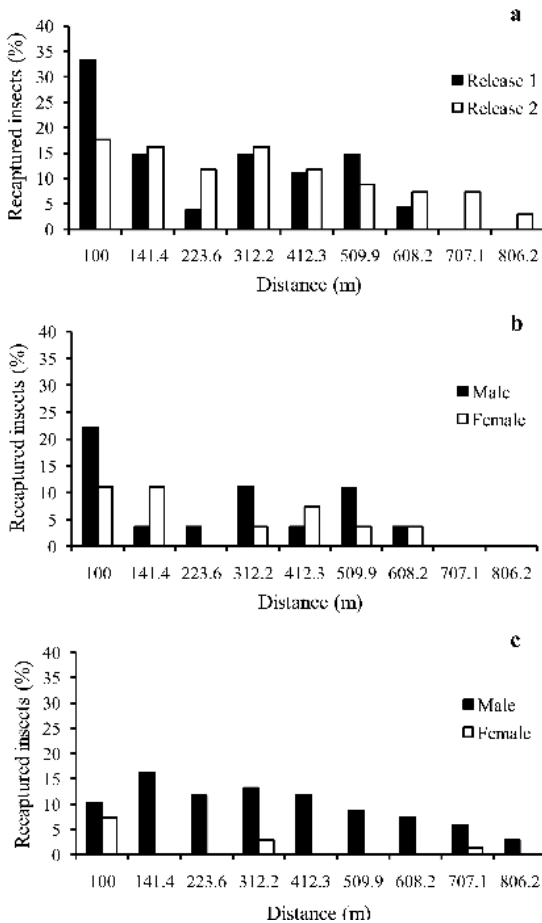 a
Recaptured insects (%)
40
35
30
25
20
15
10
5
0
Release 1
Release 2
100 141.4 223.6 312.2 412.3 509.9 608.2 707.1 806.2
Distance (m)
b
Recaptured insects (%)
40
35
30
25
20
15
10
5
0
Male
Female
100 141.4 223.6 312.2 412.3 509.9 608.2 707.1 806.2
Distance (m)
c
Recaptured insects (%)
40
35
30
25
20
15
10
5
0
Male
Female
100 141.4 223.6 312.2 412.3 509.9 608.2 707.1 806.2
Distance (m)